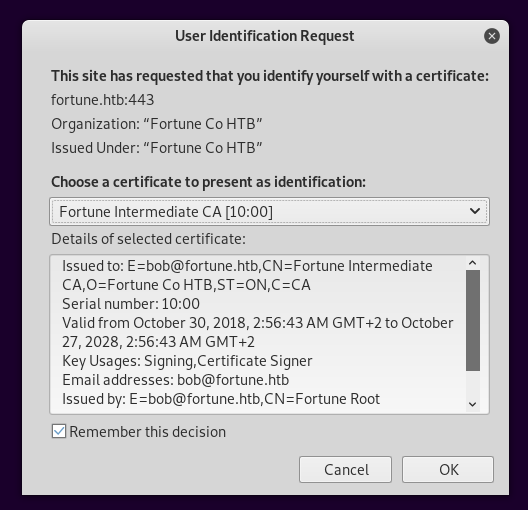 User Identification Request
This site has requested that you identify yourself with a certificate:
fortune.htb:443
Organization: “Fortune Co HTB”
Issued Under: “Fortune Co HTB”
Choose a certificate to present as identification:
Fortune Intermediate CA [10:00]
Details of selected certificate:
Issued to: E=bob@fortune.htb,CN=Fortune Intermediate
CA,O=Fortune Co HTB,ST=ON,C=CA
Serial number: 10:00
Valid from October 30, 2018, 2:56:43 AM GMT+2 to October
27, 2028, 2:56:43 AM GMT+2
Key Usages: Signing,Certificate Signer
Email addresses: bob@fortune.htb
Issued by: E=bob@fortune.htb,CN=Fortune Root
Remember this decision
Cancel OK